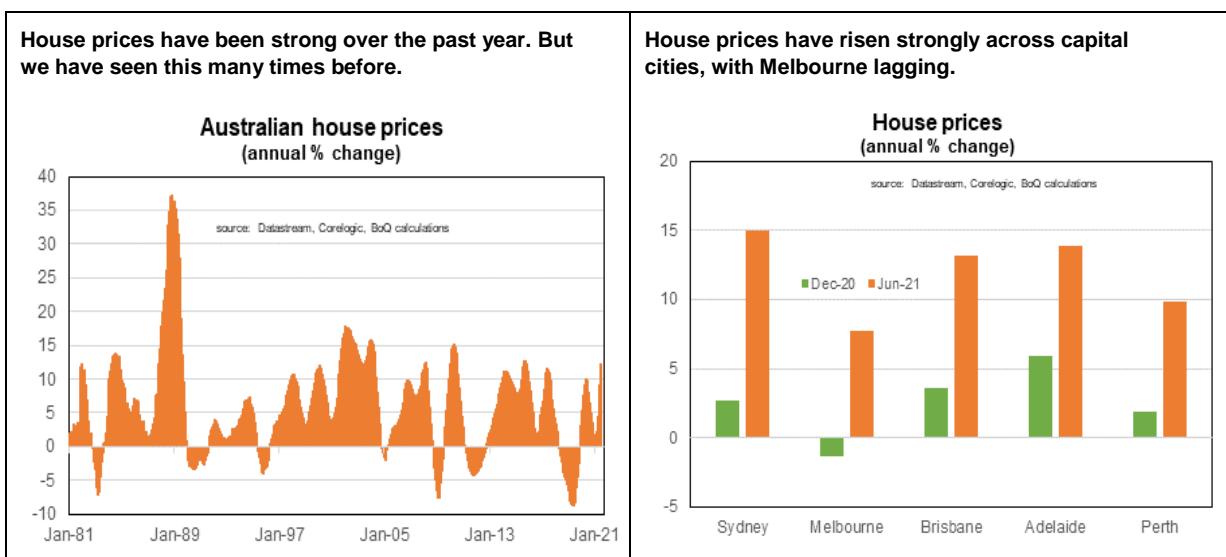 House prices have been strong over the past year. But
we have seen this many times before.
Australian house prices
(annual % change)
40
35
30
25
20
15
10
5
0
-5
-10
source: Datastream, Corelogic, BoQ calculations
Jan-81 Jan-89 Jan-97 Jan-05 Jan-13 Jan-21
House prices have risen strongly across capital
cities, with Melbourne lagging.
House prices
(annual % change)
20
15
10
5
0
-5
source: Datastream, Corelogic, BoQ calculations
Dec-20 Jun-21
Sydney Melbourne Brisbane Adelaide Perth